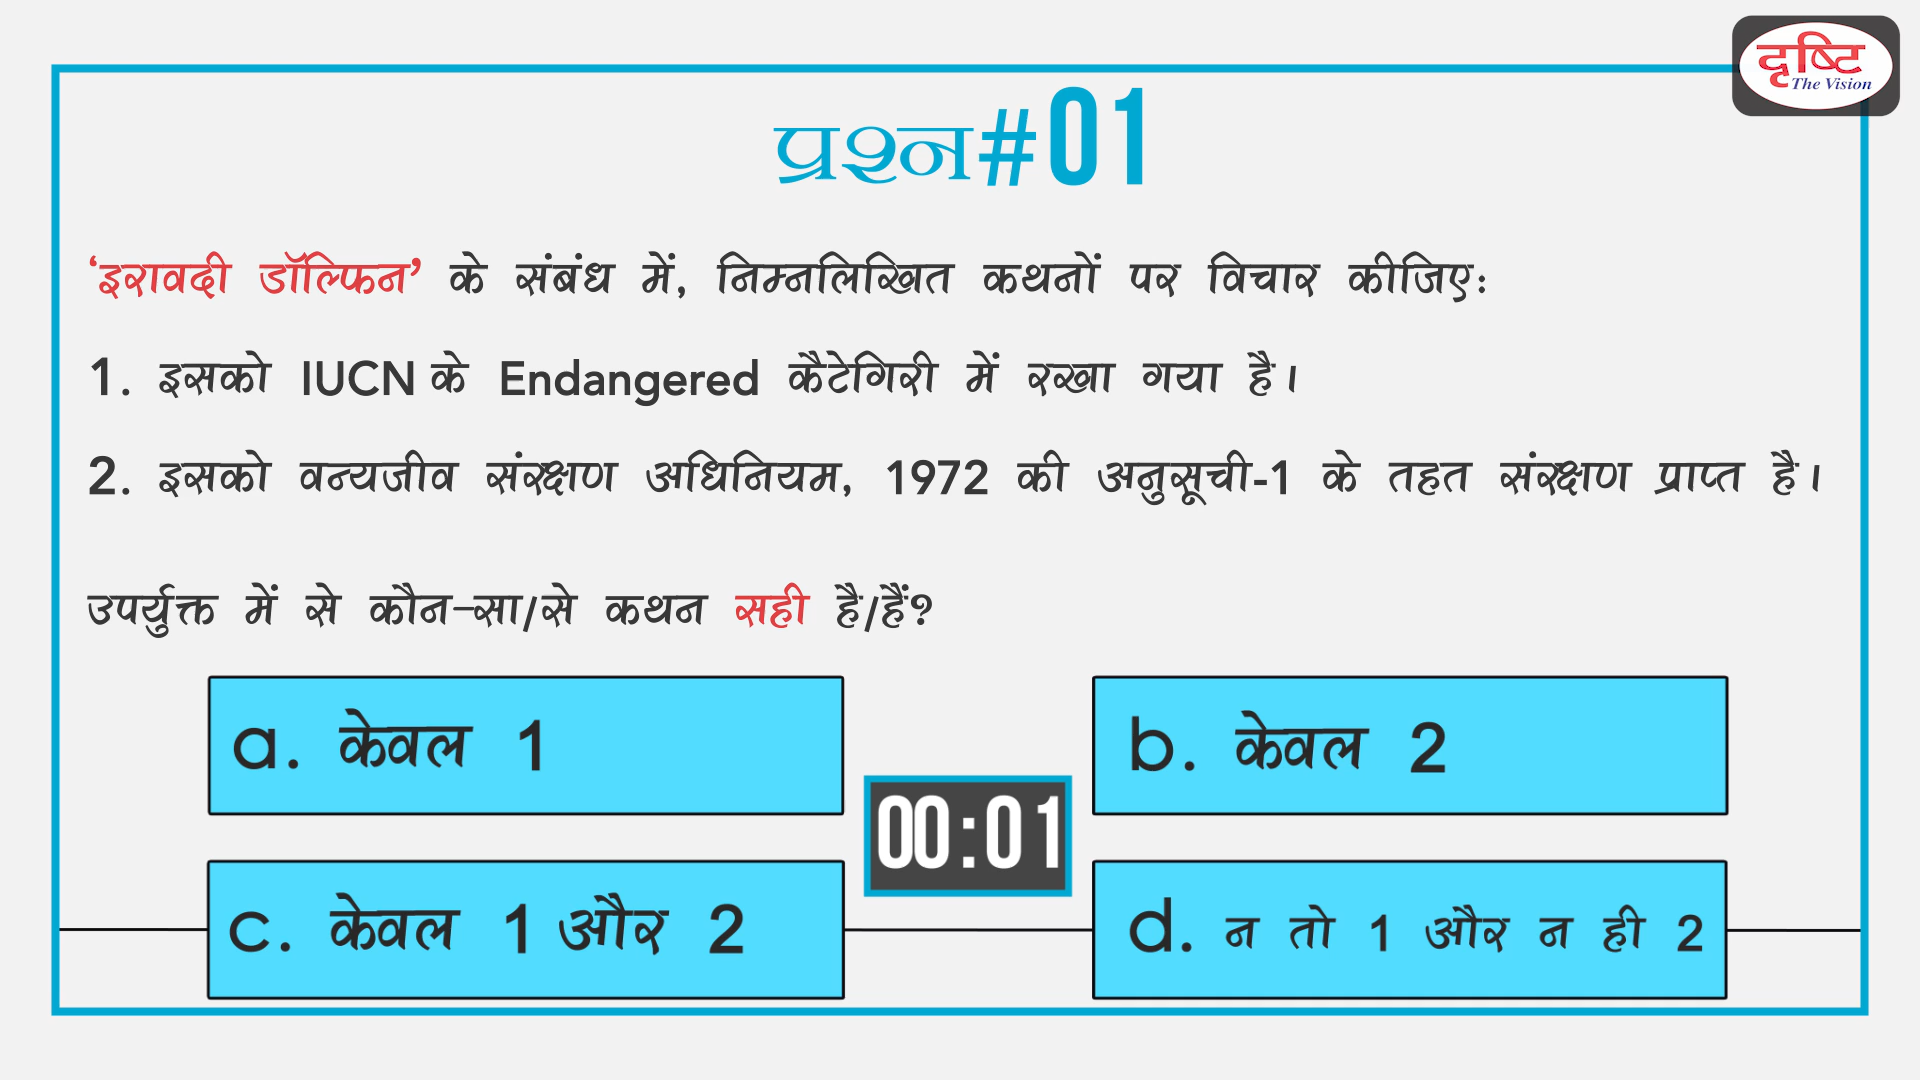 दृष्टि
The Vision
प्रश्न#01
‘इरावदी डॉल्फिन’ के संबंध में, निम्नलिखित कथनों पर विचार कीजिए:
1. इसको IUCN के Endangered कैटेगिरी में रखा गया है।
2. इसको वन्यजीव संरक्षण अधिनियम, 1972 की अनुसूची-1 के तहत संरक्षण प्राप्त है।
उपर्युक्त में से कौन-सा/से कथन सही है/हैं?
a. केवल 1
b. केवल 2
00:01
c. केवल 1 और 2
d. न तो 1 और न ही 2